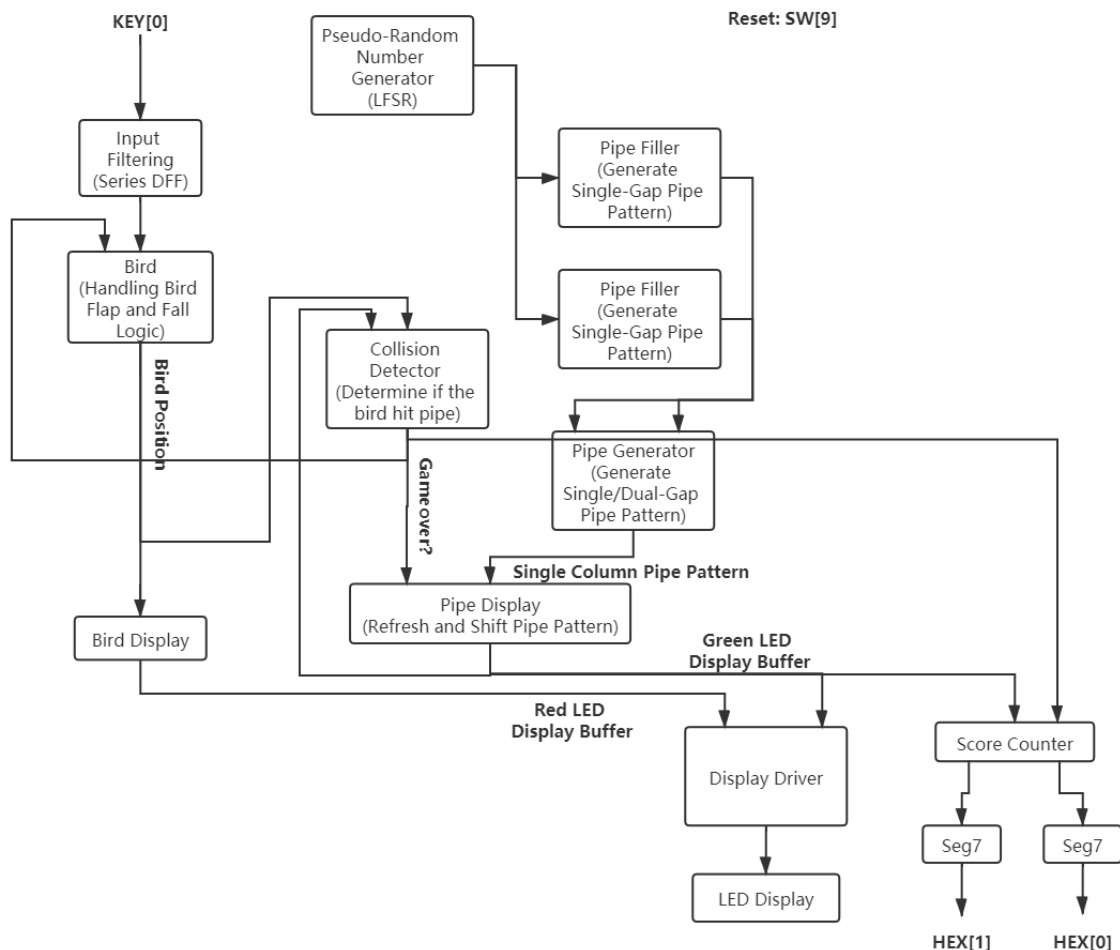 KEY[0]
Reset: SW[9]
Pseudo-Random
Number
Generator
(LFSR)
Input
Filtering
(Series DFF)
Pipe Filler
(Generate
Single-Gap Pipe
Pattern)
Bird
(Handling Bird
Flap and Fall
Logic)
Pipe Filler
(Generate
Single-Gap Pipe
Pattern)
Collision
Detector
(Determine if the
bird hit pipe)
Bird Position
Pipe Generator
(Generate
Single/Dual-Gap
Pipe Pattern)
Gameover?
Single Column Pipe Pattern
Pipe Display
(Refresh and Shift Pipe Pattern)
Bird Display
Green LED
Display Buffer
Red LED
Display Buffer
Display Driver
Score Counter
Seg7
Seg7
LED Display
HEX[1]
HEX[0]